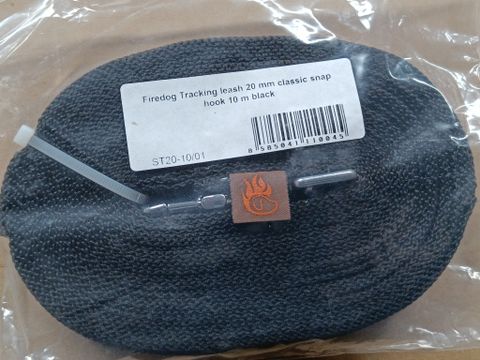 Firedog Tracking leash 20 mm classic snap
hook 10 m black
ST20-10/01
8 585041 110045